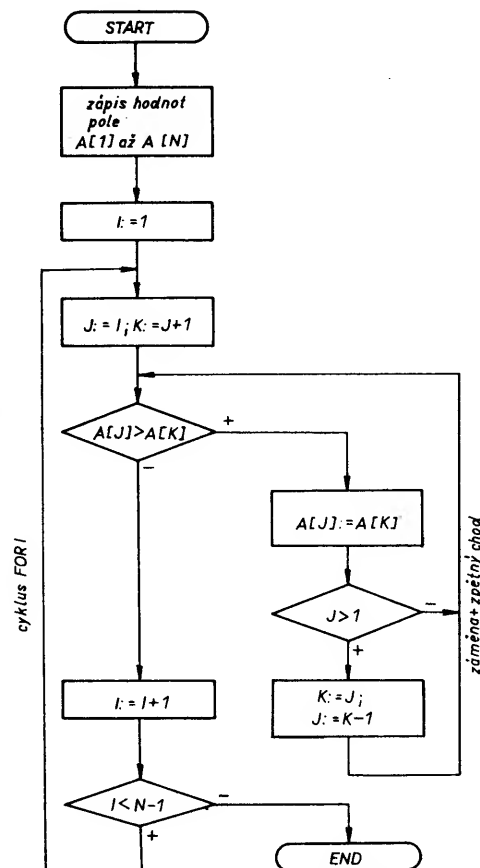 START
zápis hodnot
pole
A[1] až A[N]
I:=1
J:=I; K:=J+1
A[J]>A[K]
+
-
A[J]:=A[K]
J>1
-
+
K:=J;
J:=K-1
záměna+zpětný chod
cyklus FOR I
I:=I+1
I<N-1
-
+
END